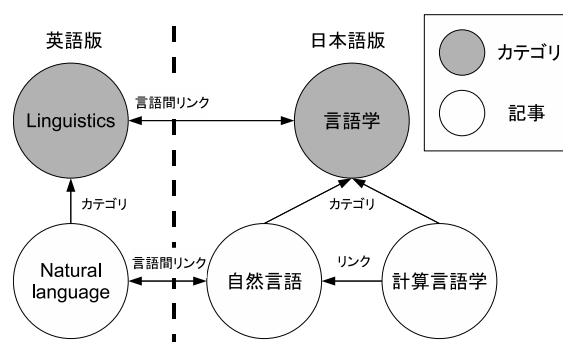 英語版
日本語版
カテゴリ
記事
Linguistics
言語間リンク
言語学
カテゴリ
カテゴリ
Natural
language
言語間リンク
自然言語
リンク
計算言語学